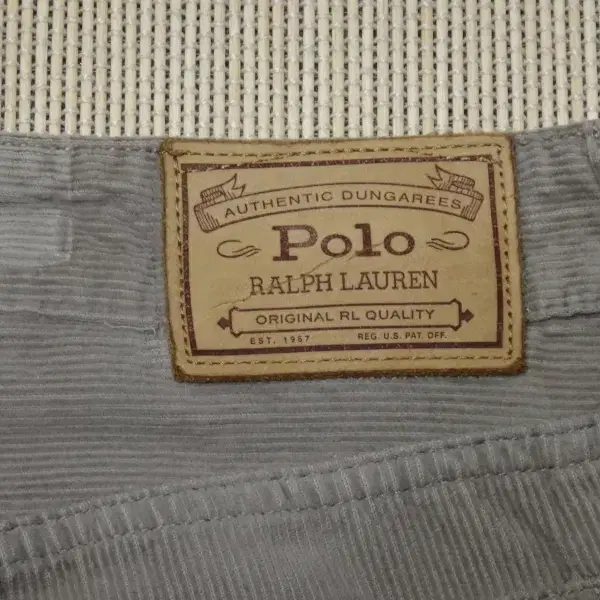 AUTHENTIC DUNGAREES
Polo
RALPH LAUREN
ORIGINAL RL QUALITY
EST. 1967 REG. U.S. PAT. OFF.